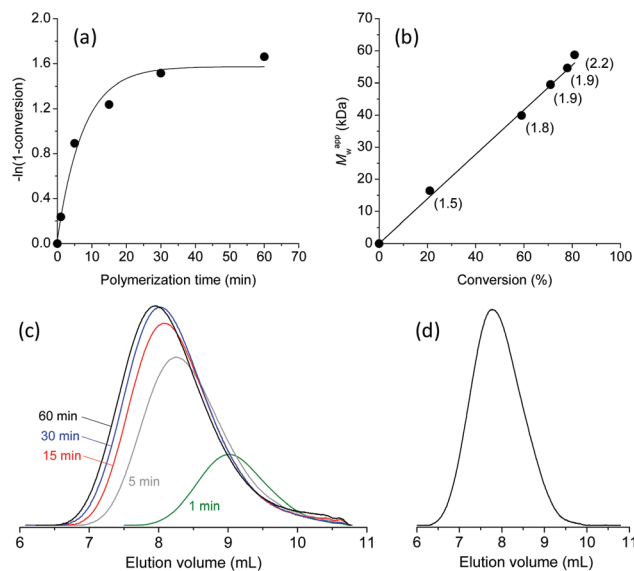 (a)
2.0
1.6
1.2
0.8
0.4
0.0
-ln(1-conversion)
0 10 20 30 40 50 60 70
Polymerization time (min)
(b)
70
60
50
40
30
20
10
0
Mw^app (kDa)
(2.2)
(1.9)
(1.9)
(1.8)
(1.5)
0 20 40 60 80 100
Conversion (%)
(c)
60 min
30 min
15 min
5 min
1 min
6 7 8 9 10 11
Elution volume (mL)
(d)
6 7 8 9 10 11
Elution volume (mL)